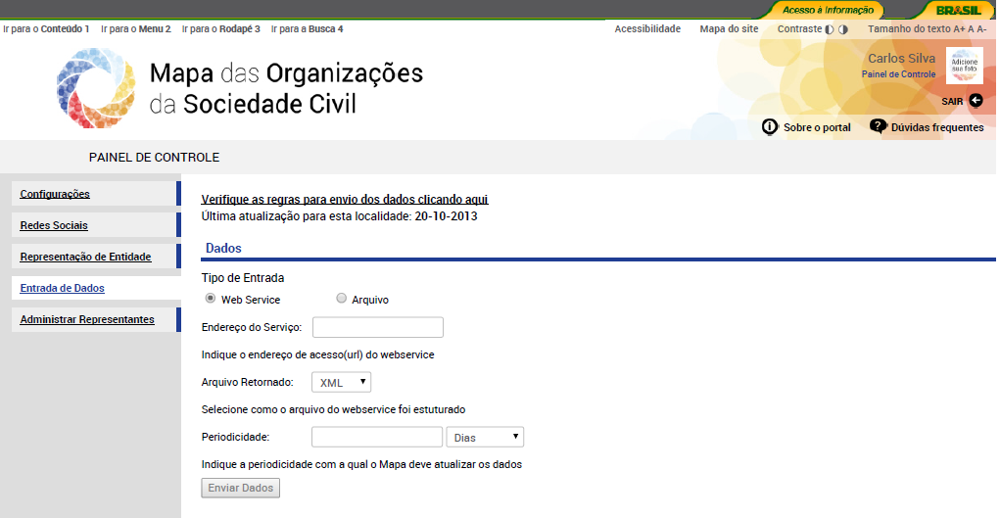 Acesso à Informação BRASIL
Ir para o Conteúdo 1 Ir para o Menu 2 Ir para o Rodapé 3 Ir para a Busca 4 Acessibilidade Mapa do site Contraste Tamanho do texto A+ A A-
Mapa das Organizações
da Sociedade Civil
Carlos Silva
Painel de Controle
Adicione
sua foto
SAIR
Sobre o portal ? Dúvidas frequentes
PAINEL DE CONTROLE
Configurações
Redes Sociais
Representação de Entidade
Entrada de Dados
Administrar Representantes
Verifique as regras para envio dos dados clicando aqui
Última atualização para esta localidade: 20-10-2013
Dados
Tipo de Entrada
Web Service Arquivo
Endereço do Serviço:
Indique o endereço de acesso(url) do webservice
Arquivo Retornado: XML
Selecione como o arquivo do webservice foi estuturado
Periodicidade: Dias
Indique a periodicidade com a qual o Mapa deve atualizar os dados
Enviar Dados